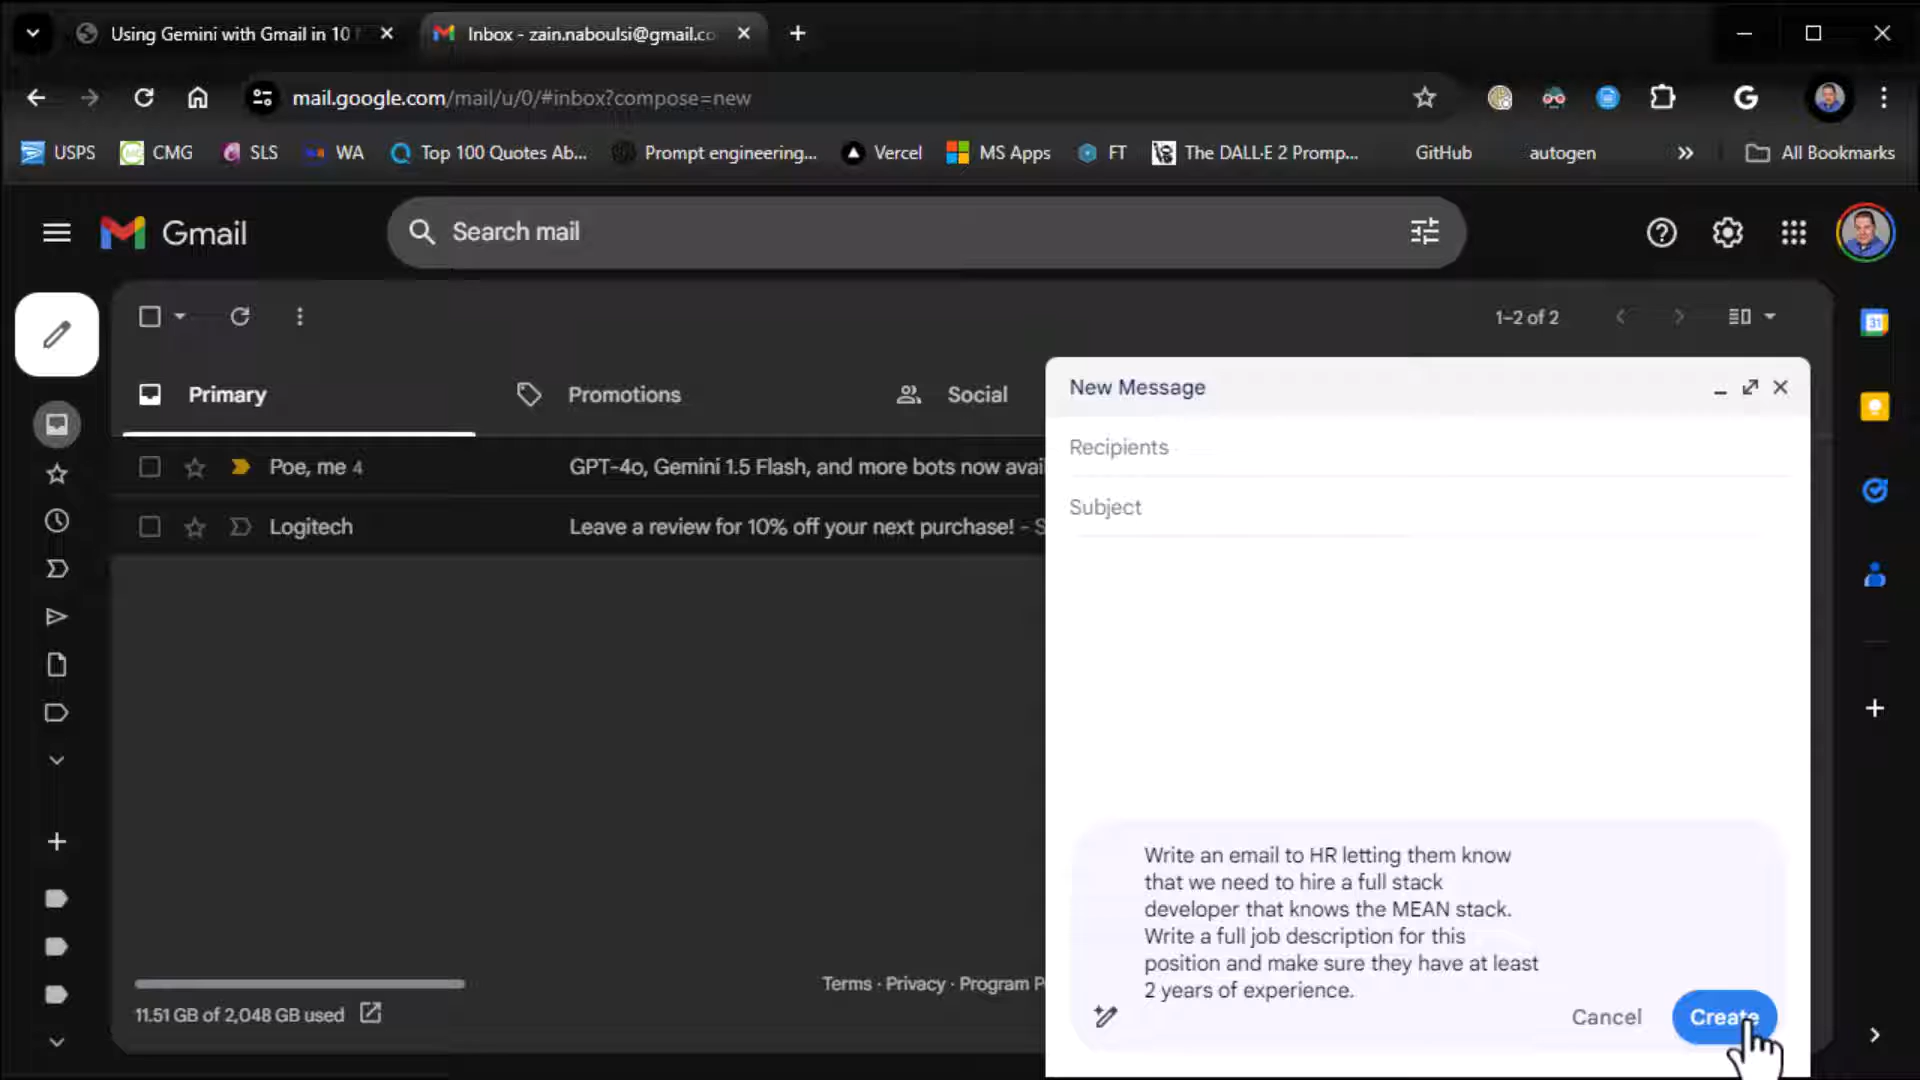 Using Gemini with Gmail in 10
Inbox - zain.naboulsi@gmail.co
mail.google.com/mail/u/0/#inbox?compose=new
USPS CMG SLS WA Top 100 Quotes Ab... Prompt engineering... Vercel MS Apps FT The DALL·E 2 Promp... GitHub autogen All Bookmarks
Gmail
Search mail
1–2 of 2
Primary Promotions Social
Poe, me 4 GPT-4o, Gemini 1.5 Flash, and more bots now avai
Logitech Leave a review for 10% off your next purchase! - S
31
New Message
Recipients
Subject
Write an email to HR letting them know
that we need to hire a full stack
developer that knows the MEAN stack.
Write a full job description for this
position and make sure they have at least
2 years of experience.
Cancel Create
Terms · Privacy · Program P
11.51 GB of 2,048 GB used